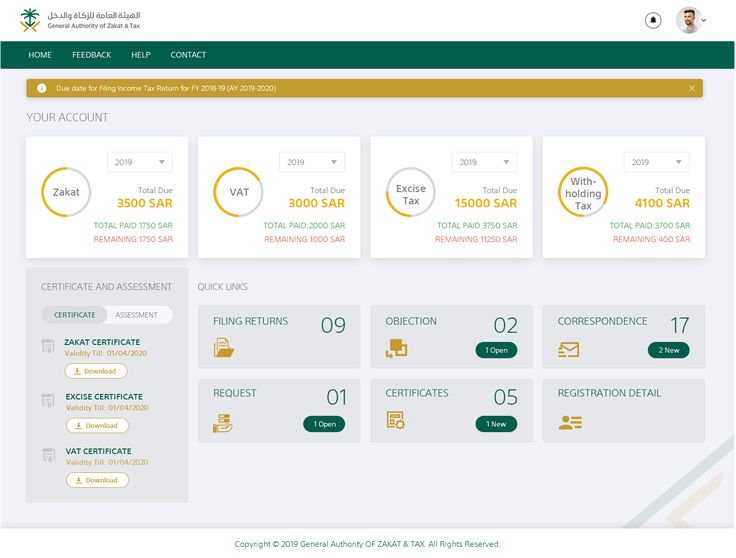 الهيئة العامة للزكاة والدخل
General Authority of Zakat & Tax
HOME FEEDBACK HELP CONTACT
Due date for Filing Income Tax Return for FY 2018-19 (AY 2019-2020)
YOUR ACCOUNT
Zakat
2019
Total Due
3500 SAR
TOTAL PAID:1750 SAR
REMAINING:1750 SAR
VAT
2019
Total Due
3000 SAR
TOTAL PAID:2000 SAR
REMAINING:1000 SAR
Excise
Tax
2019
Total Due
15000 SAR
TOTAL PAID:3750 SAR
REMAINING:11250 SAR
With-
holding
Tax
2019
Total Due
4100 SAR
TOTAL PAID:3700 SAR
REMAINING:400 SAR
CERTIFICATE AND ASSESSMENT
CERTIFICATE ASSESSMENT
ZAKAT CERTIFICATE
Validity Till: 01/04/2020
Download
EXCISE CERTIFICATE
Validity Till: 01/04/2020
Download
VAT CERTIFICATE
Validity Till: 01/04/2020
Download
QUICK LINKS
FILING RETURNS 09
OBJECTION 02
1 Open
CORRESPONDENCE 17
2 New
REQUEST 01
1 Open
CERTIFICATES 05
1 New
REGISTRATION DETAIL
Copyright © 2019 General Authority OF ZAKAT & TAX. All Rights Reserved.